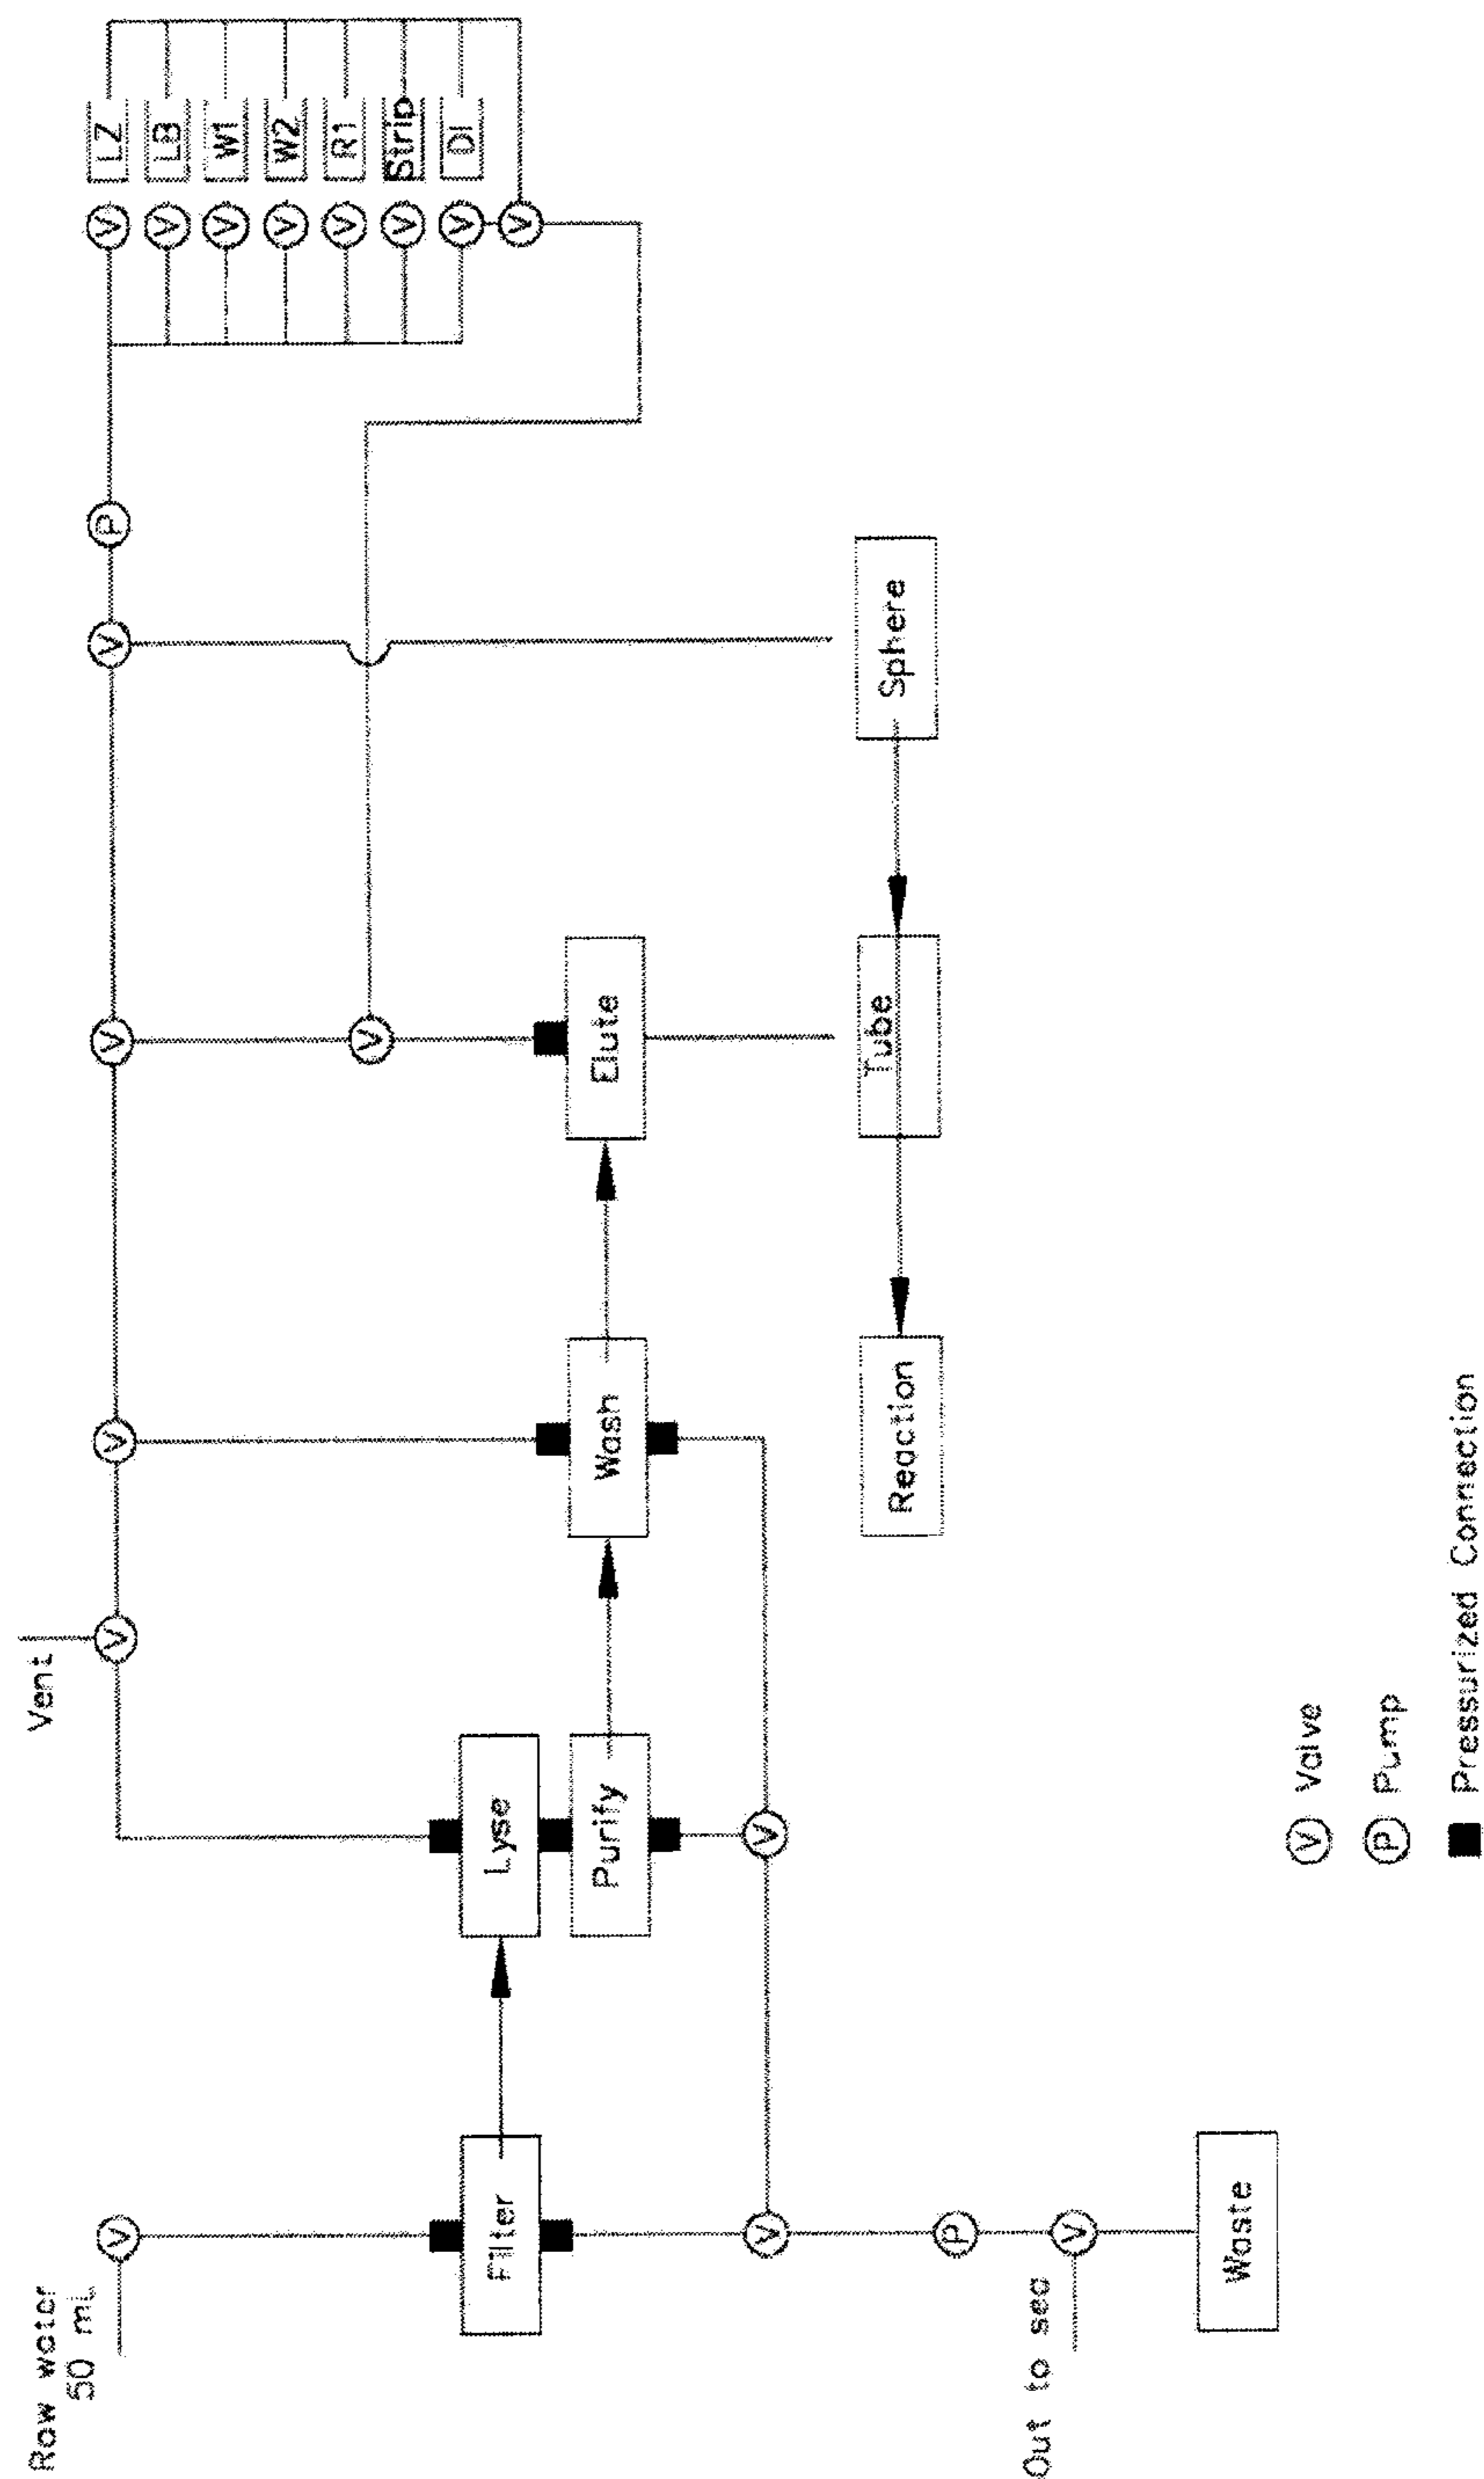 Raw water
50 mL
Vent
LZ
LB
W1
W2
R1
Strip
DI
V
V
V
V
V
V
V
V
P
V
V
V
V
V
V
Filter
Lyse
Purify
Wash
Elute
Sphere
Tube
Reaction
V
V
P
V
Out to sea
Waste
V Valve
P Pump
Pressurized Connection